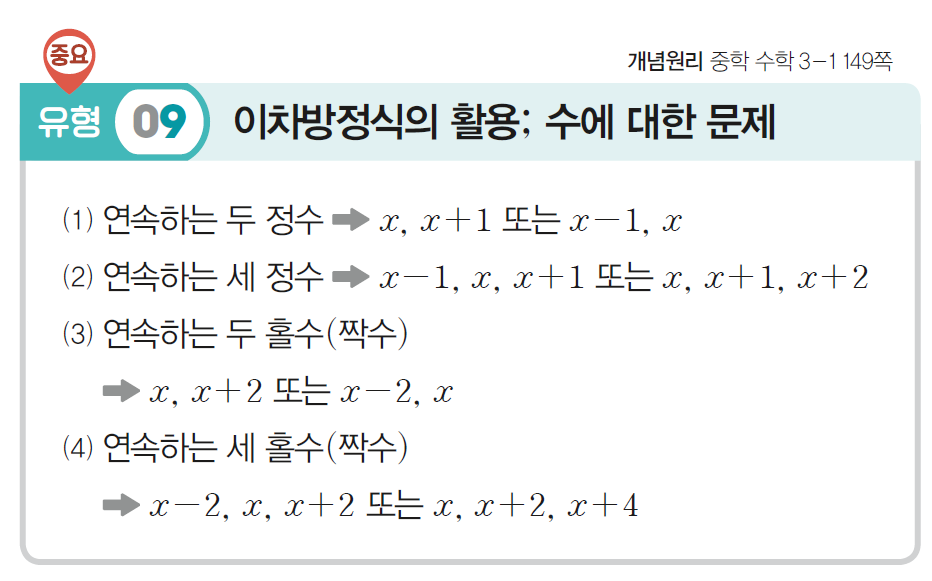 중요
개념원리 중학 수학 3-1 149쪽
유형 09 이차방정식의 활용; 수에 대한 문제
(1) 연속하는 두 정수 ➡ x, x+1 또는 x-1, x
(2) 연속하는 세 정수 ➡ x-1, x, x+1 또는 x, x+1, x+2
(3) 연속하는 두 홀수(짝수)
➡ x, x+2 또는 x-2, x
(4) 연속하는 세 홀수(짝수)
➡ x-2, x, x+2 또는 x, x+2, x+4